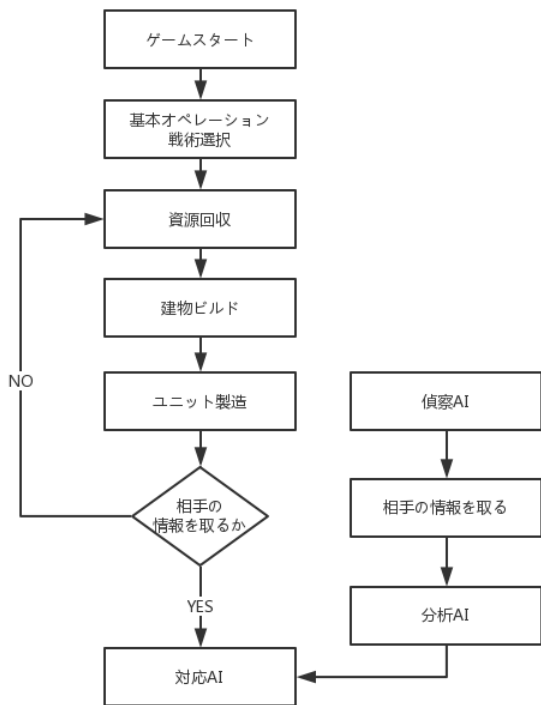 ゲームスタート
基本オペレーション
戦術選択
資源回収
建物ビルド
ユニット製造
相手の
情報を取るか
NO
YES
対応AI
偵察AI
相手の情報を取る
分析AI